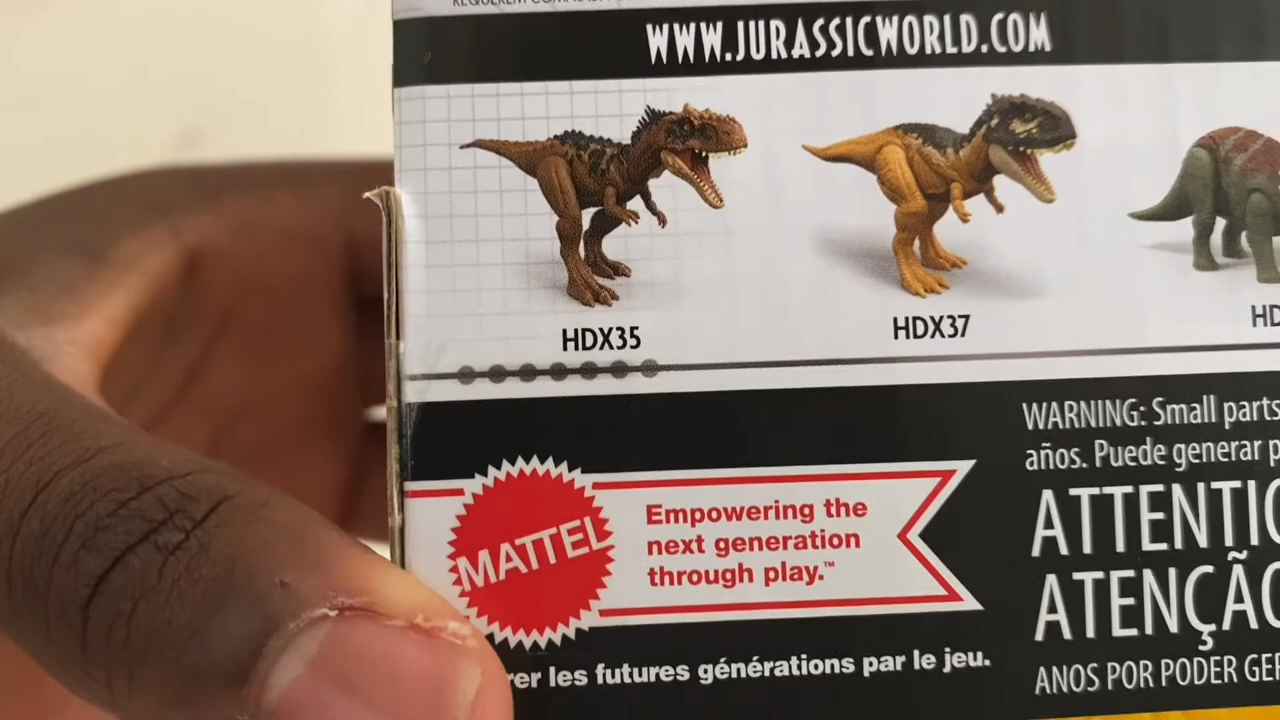 WWW.JURASSICWORLD.COM
HDX35
HDX37
HD
WARNING: Small parts
años. Puede generar p
MATTEL
Empowering the
next generation
through play.™
ATTENTIO
ATENÇÃO
rer les futures générations par le jeu.
ANOS POR PODER GER